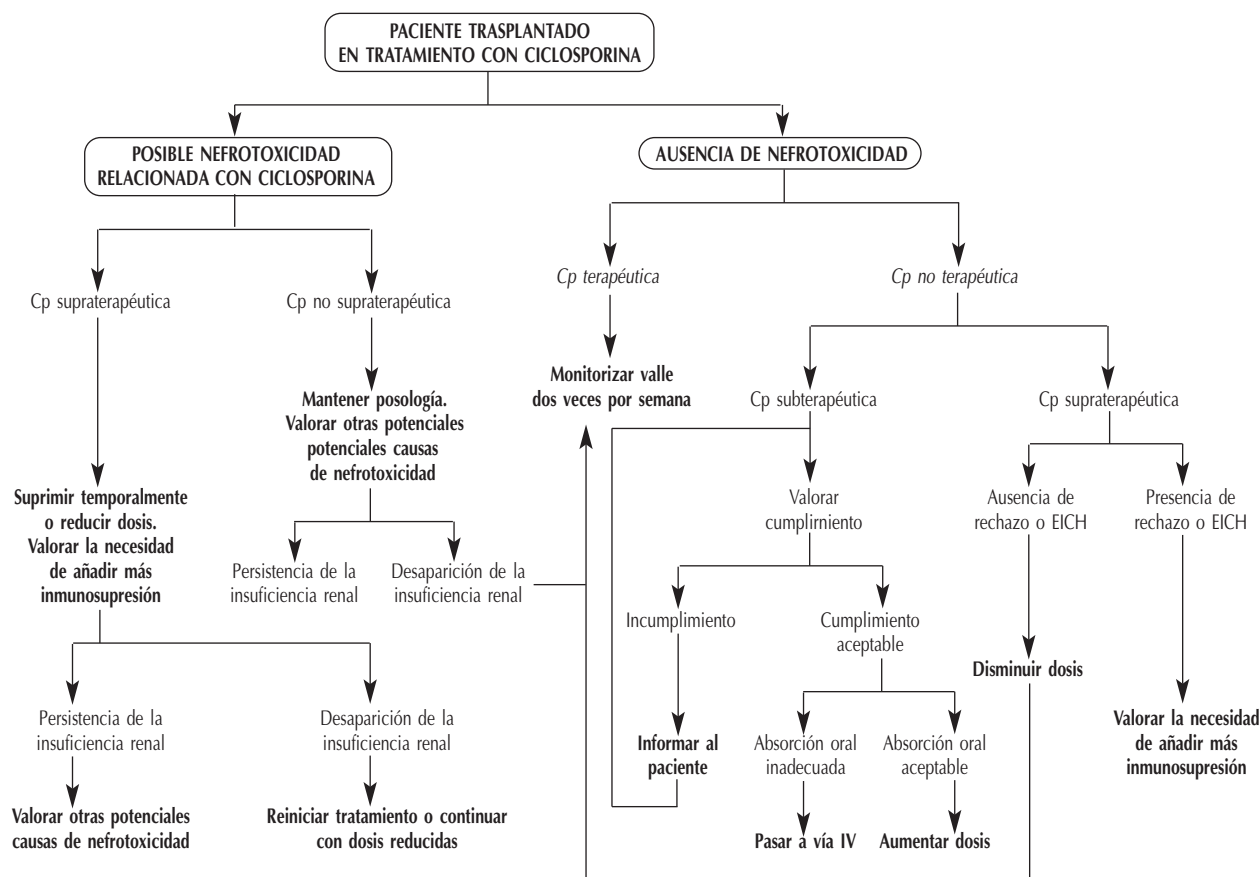 PACIENTE TRASPLANTADO
EN TRATAMIENTO CON CICLOSPORINA
POSIBLE NEFROTOXICIDAD
RELACIONADA CON CICLOSPORINA
AUSENCIA DE NEFROTOXICIDAD
Cp supraterapéutica
Cp no supraterapéutica
Cp terapéutica
Cp no terapéutica
Mantener posología.
Valorar otras potenciales
potenciales causas
de nefrotoxicidad
Monitorizar valle
dos veces por semana
Cp subterapéutica
Cp supraterapéutica
Suprimir temporalmente
o reducir dosis.
Valorar la necesidad
de añadir más
inmunosupresión
Persistencia de la
insuficiencia renal
Desaparición de la
insuficiencia renal
Valorar
cumplirniento
Ausencia de
rechazo o EICH
Presencia de
rechazo o EICH
Incumplimiento
Cumplimiento
aceptable
Disminuir dosis
Persistencia de la
insuficiencia renal
Desaparición de la
insuficiencia renal
Informar al
paciente
Absorción oral
inadecuada
Absorción oral
aceptable
Valorar la necesidad
de añadir más
inmunosupresión
Valorar otras potenciales
causas de nefrotoxicidad
Reiniciar tratamiento o continuar
con dosis reducidas
Pasar a vía IV
Aumentar dosis